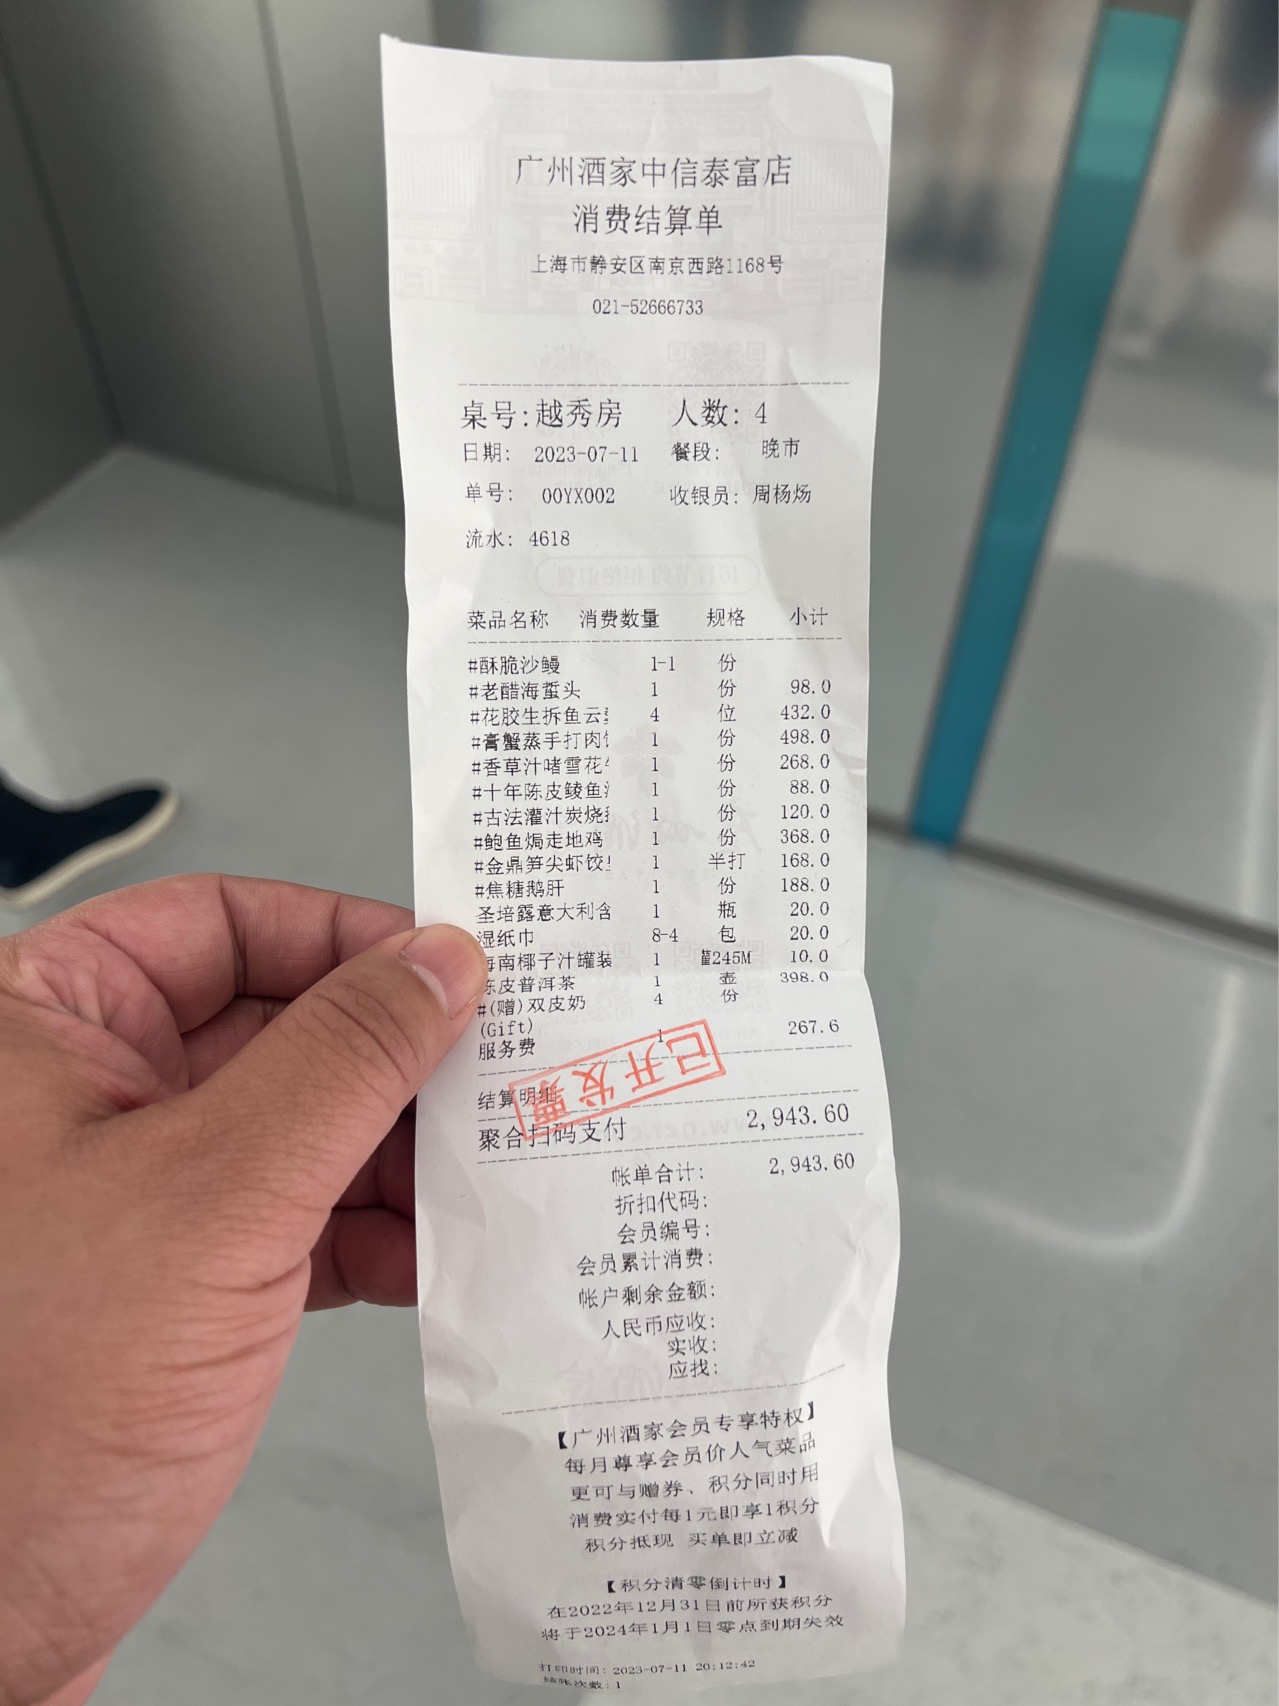 广州酒家中信泰富店
消费结算单
上海市静安区南京西路1168号
021-52666733
桌号:越秀房 人数: 4
日期: 2023-07-11 餐段: 晚市
单号: 00YX002 收银员: 周杨炀
流水: 4618
菜品名称 消费数量 规格 小计
#酥脆沙鳗 1-1 份
#老醋海蜇头 1 份 98.0
#花胶生拆鱼云 4 位 432.0
#膏蟹蒸手打肉 1 份 498.0
#香草汁啫雪花 1 份 268.0
#十年陈皮鲮鱼 1 份 88.0
#古法灌汁炭烧 1 份 120.0
#鲍鱼焗走地鸡 1 份 368.0
#金鼎笋尖虾饺 1 半打 168.0
#焦糖鹅肝 1 份 188.0
圣培露意大利含 1 瓶 20.0
湿纸巾 8-4 包 20.0
海南椰子汁罐装 1 245M 10.0
陈皮普洱茶 1 壶 398.0
#(赠)双皮奶 4 份
(Gift)
服务费 1 267.6
已开发票
结算明细
聚合扫码支付 2,943.60
帐单合计: 2,943.60
折扣代码:
会员编号:
会员累计消费:
帐户剩余金额:
人民币应收:
实收:
应找:
【广州酒家会员专享特权】
每月尊享会员价人气菜品
更可与赠券、积分同时用
消费实付每1元即享1积分
积分抵现 买单即立减
【积分清零倒计时】
在2022年12月31日前所获积分
将于2024年1月1日零点到期失效
打印时间: 2023-07-11 20:12:42
结帐次数: 1